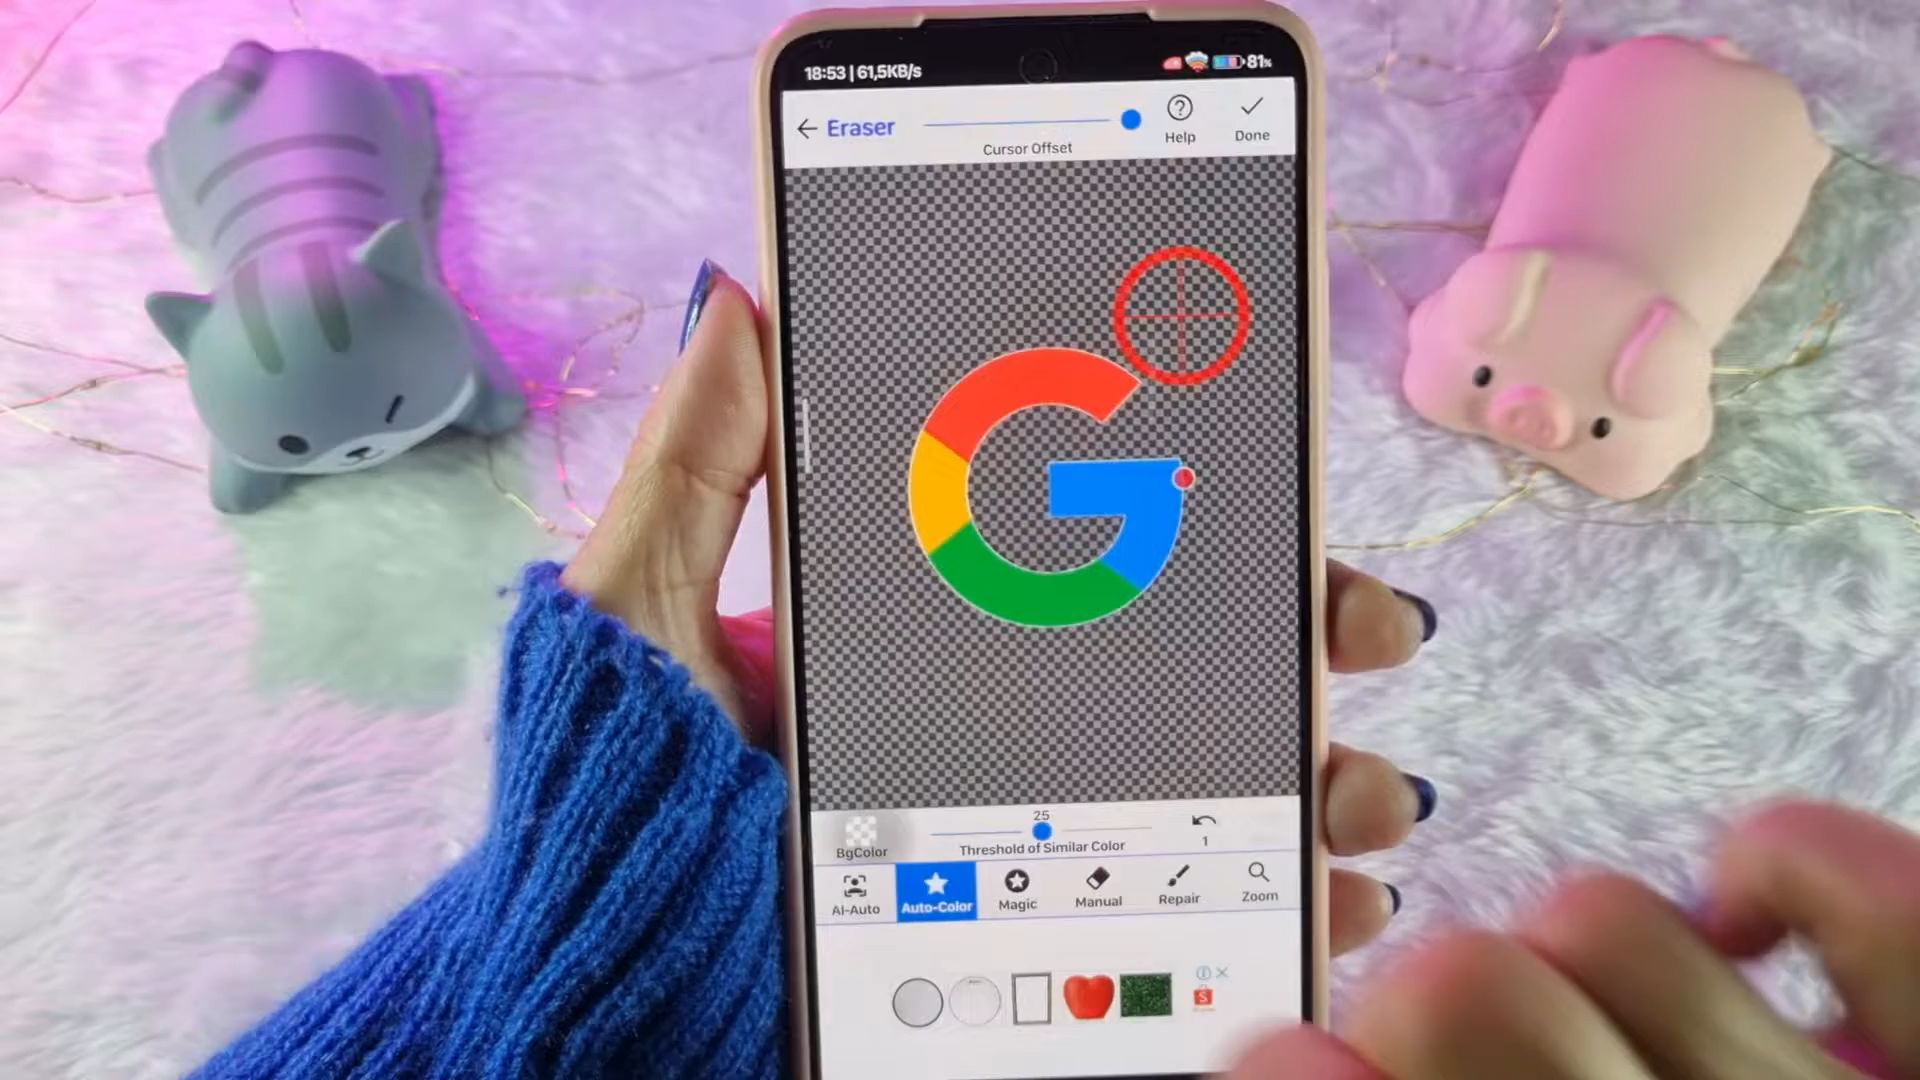 18:53 | 61,5KB/s
81%
Eraser
Cursor Offset
Help
Done
25
BgColor
Threshold of Similar Color
1
AI-Auto
Auto-Color
Magic
Manual
Repair
Zoom